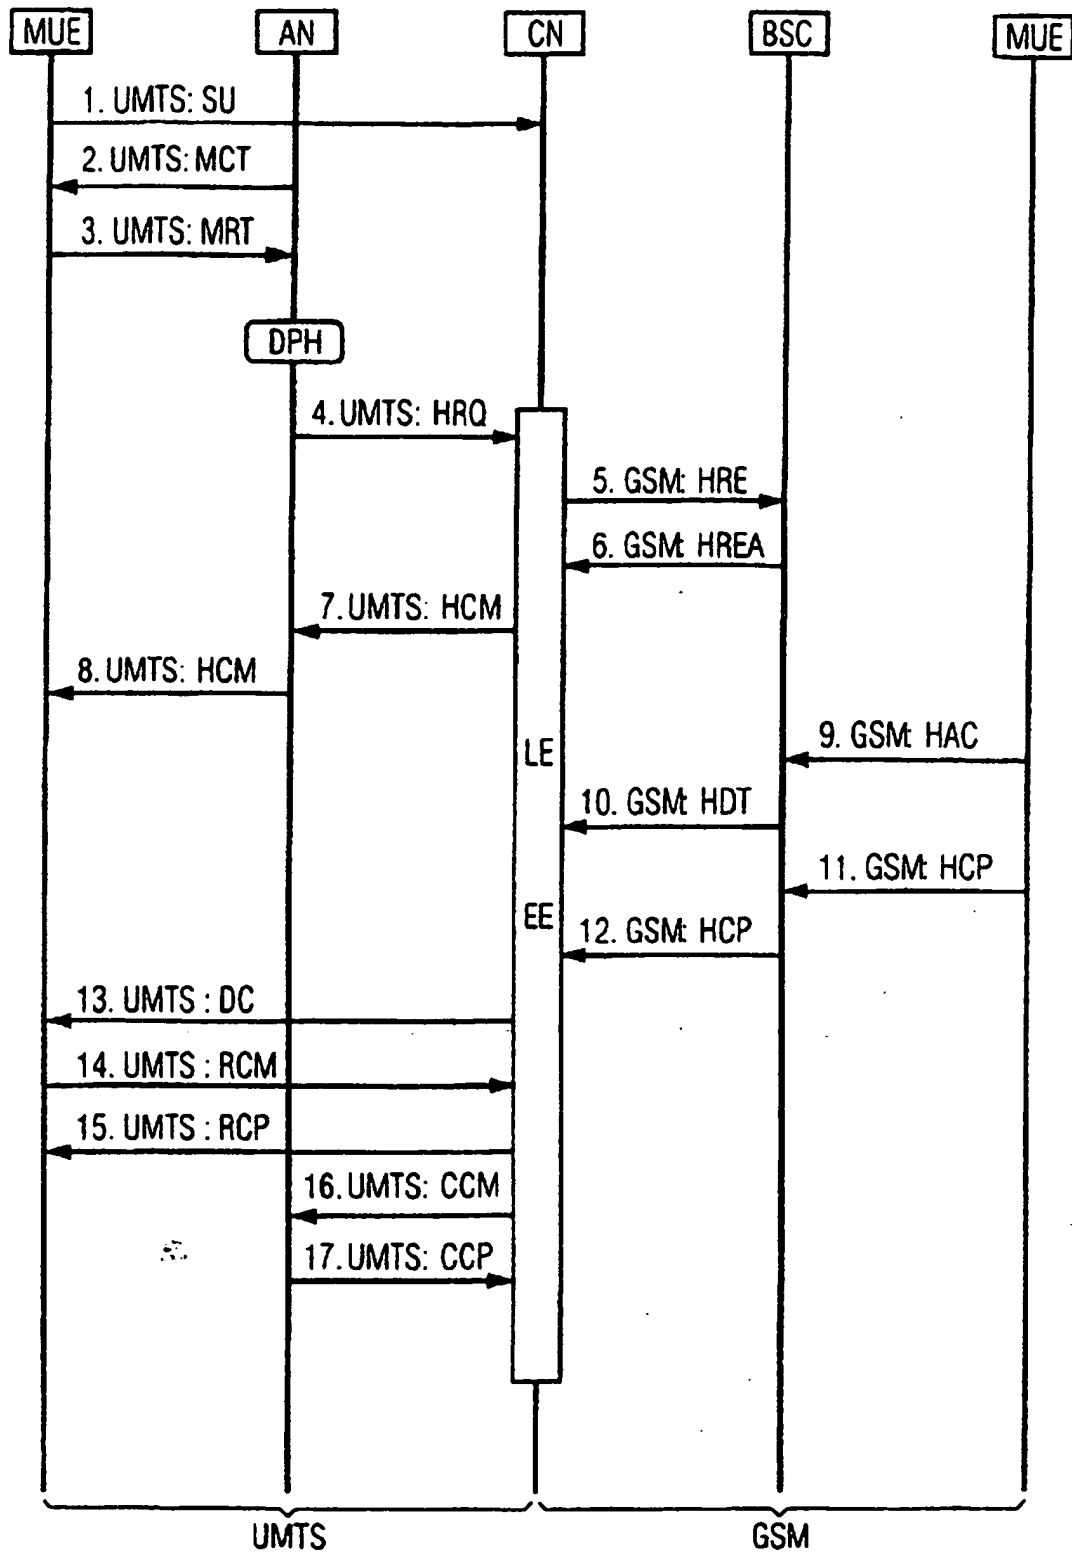 MUE AN CN BSC MUE
1. UMTS: SU
2. UMTS: MCT
3. UMTS: MRT
DPH
4. UMTS: HRQ
5. GSM: HRE
6. GSM: HREA
7. UMTS: HCM
8. UMTS: HCM
9. GSM: HAC
LE
10. GSM: HDT
11. GSM: HCP
EE
12. GSM: HCP
13. UMTS : DC
14. UMTS : RCM
15. UMTS : RCP
16. UMTS: CCM
17. UMTS: CCP
UMTS GSM